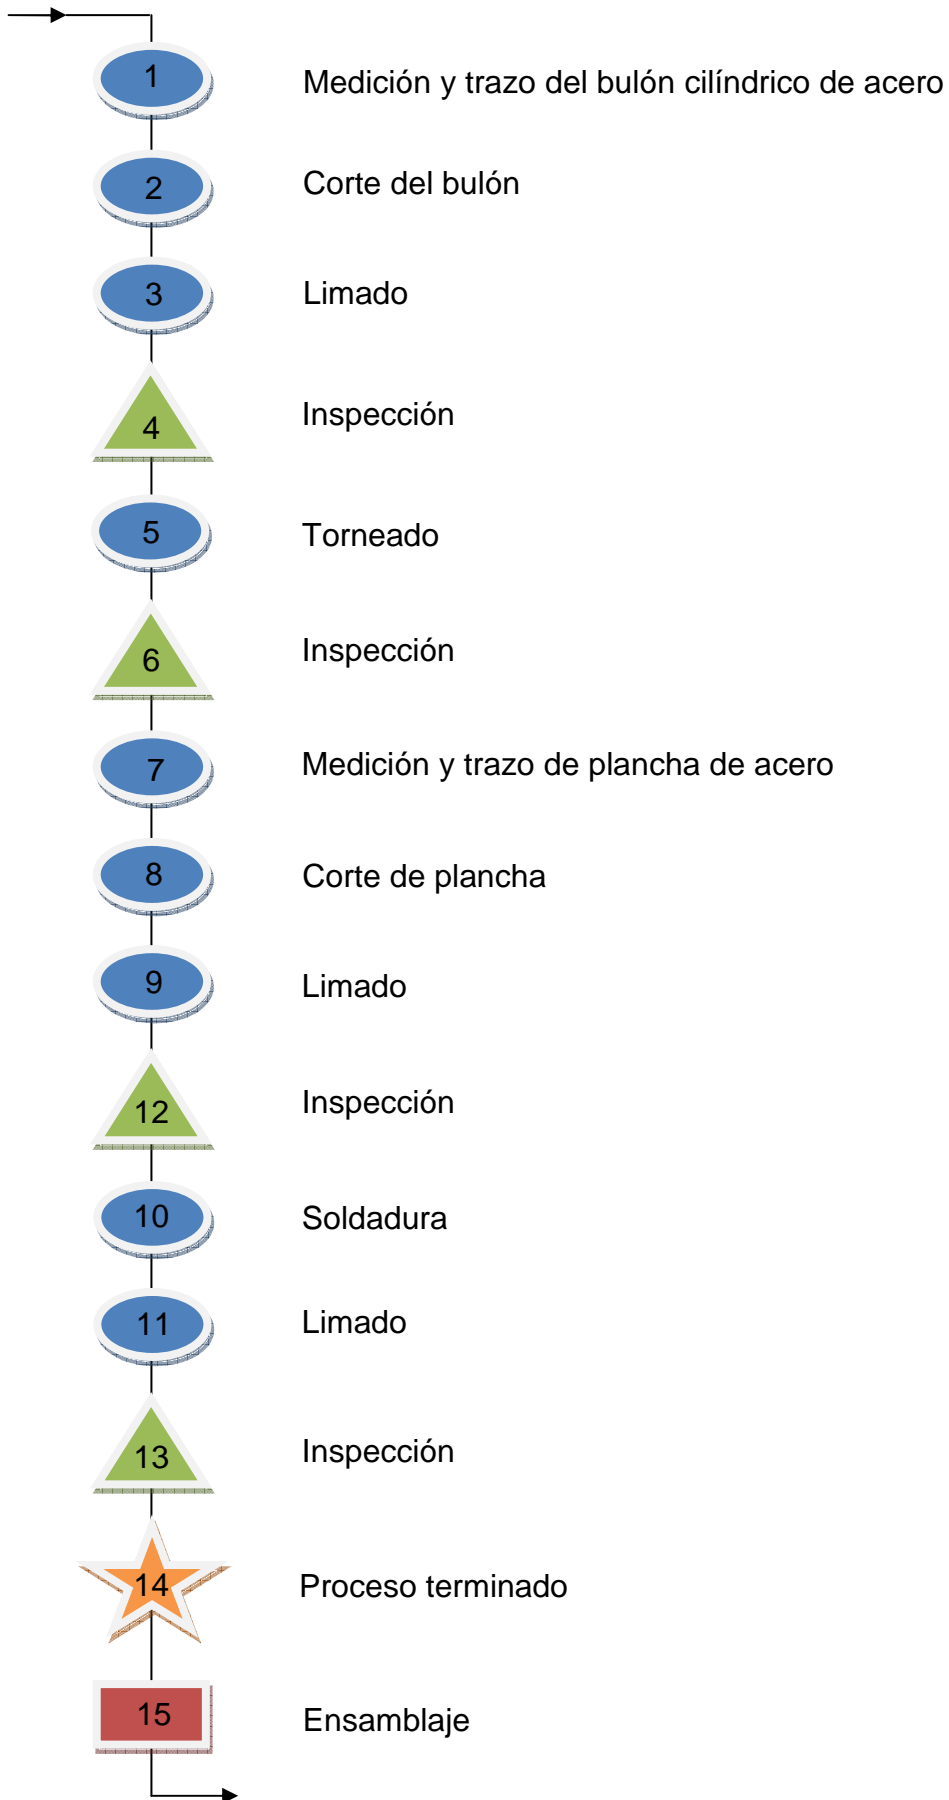 1 Medición y trazo del bulón cilíndrico de acero
2 Corte del bulón
3 Limado
4 Inspección
5 Torneado
6 Inspección
7 Medición y trazo de plancha de acero
8 Corte de plancha
9 Limado
12 Inspección
10 Soldadura
11 Limado
13 Inspección
14 Proceso terminado
15 Ensamblaje